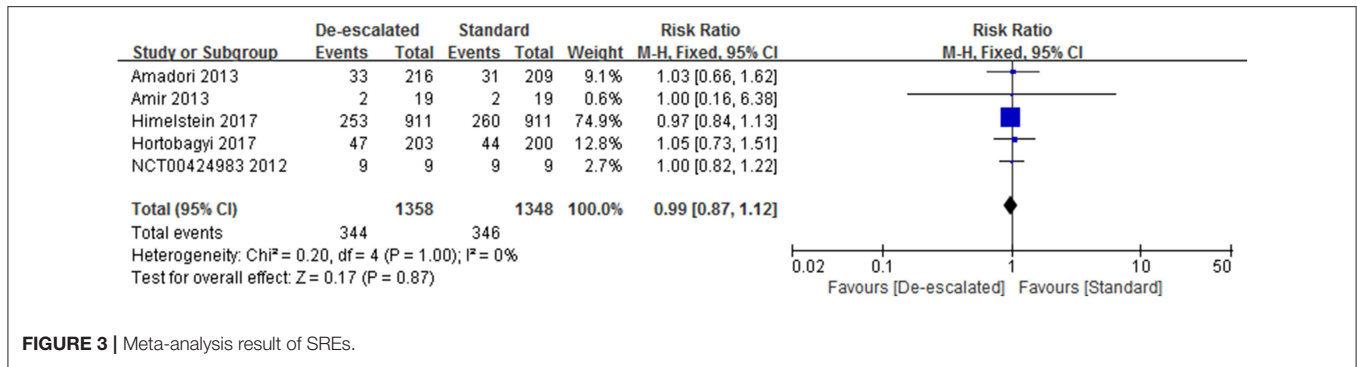 De-escalated Standard Risk Ratio Risk Ratio
Study or Subgroup Events Total Events Total Weight M-H, Fixed, 95% CI M-H, Fixed, 95% CI
Amadori 2013 33 216 31 209 9.1% 1.03 [0.66, 1.62]
Amir 2013 2 19 2 19 0.6% 1.00 [0.16, 6.38]
Himelstein 2017 253 911 260 911 74.9% 0.97 [0.84, 1.13]
Hortobagyi 2017 47 203 44 200 12.8% 1.05 [0.73, 1.51]
NCT00424983 2012 9 9 9 9 2.7% 1.00 [0.82, 1.22]
Total (95% CI) 1358 1348 100.0% 0.99 [0.87, 1.12]
Total events 344 346
Heterogeneity: Chi² = 0.20, df = 4 (P = 1.00); I² = 0%
Test for overall effect: Z = 0.17 (P = 0.87)
0.02 0.1 1 10 50
Favours [De-escalated] Favours [Standard]
FIGURE 3 | Meta-analysis result of SREs.